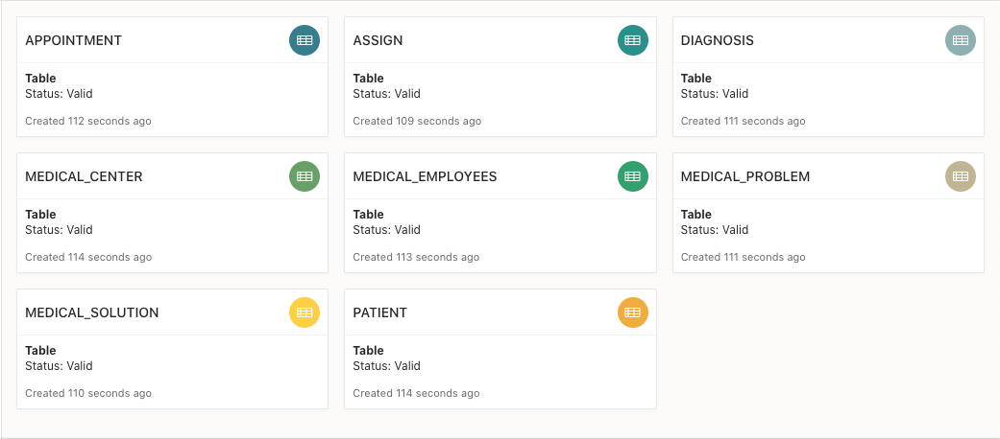 APPOINTMENT
Table
Status: Valid
Created 112 seconds ago
ASSIGN
Table
Status: Valid
Created 109 seconds ago
DIAGNOSIS
Table
Status: Valid
Created 111 seconds ago
MEDICAL_CENTER
Table
Status: Valid
Created 114 seconds ago
MEDICAL_EMPLOYEES
Table
Status: Valid
Created 113 seconds ago
MEDICAL_PROBLEM
Table
Status: Valid
Created 111 seconds ago
MEDICAL_SOLUTION
Table
Status: Valid
Created 110 seconds ago
PATIENT
Table
Status: Valid
Created 114 seconds ago